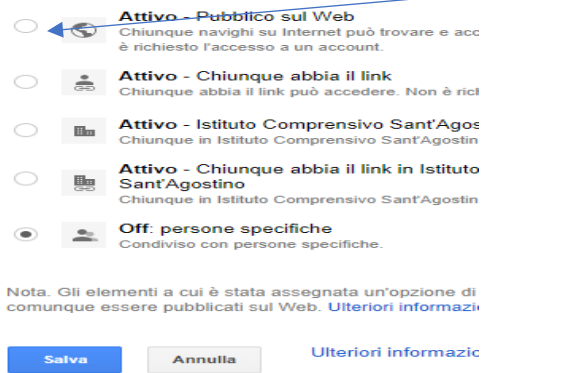 Attivo - Pubblico sul Web
Chiunque navighi su Internet può trovare e acc
è richiesto l'accesso a un account.
Attivo - Chiunque abbia il link
Chiunque abbia il link può accedere. Non è rich
Attivo - Istituto Comprensivo Sant'Agos
Chiunque in Istituto Comprensivo Sant'Agostin
Attivo - Chiunque abbia il link in Istituto
Sant'Agostino
Chiunque in Istituto Comprensivo Sant'Agostin
Off: persone specifiche
Condiviso con persone specifiche.
Nota. Gli elementi a cui è stata assegnata un'opzione di
comunque essere pubblicati sul Web. Ulteriori informazi
Salva Annulla Ulteriori informazio